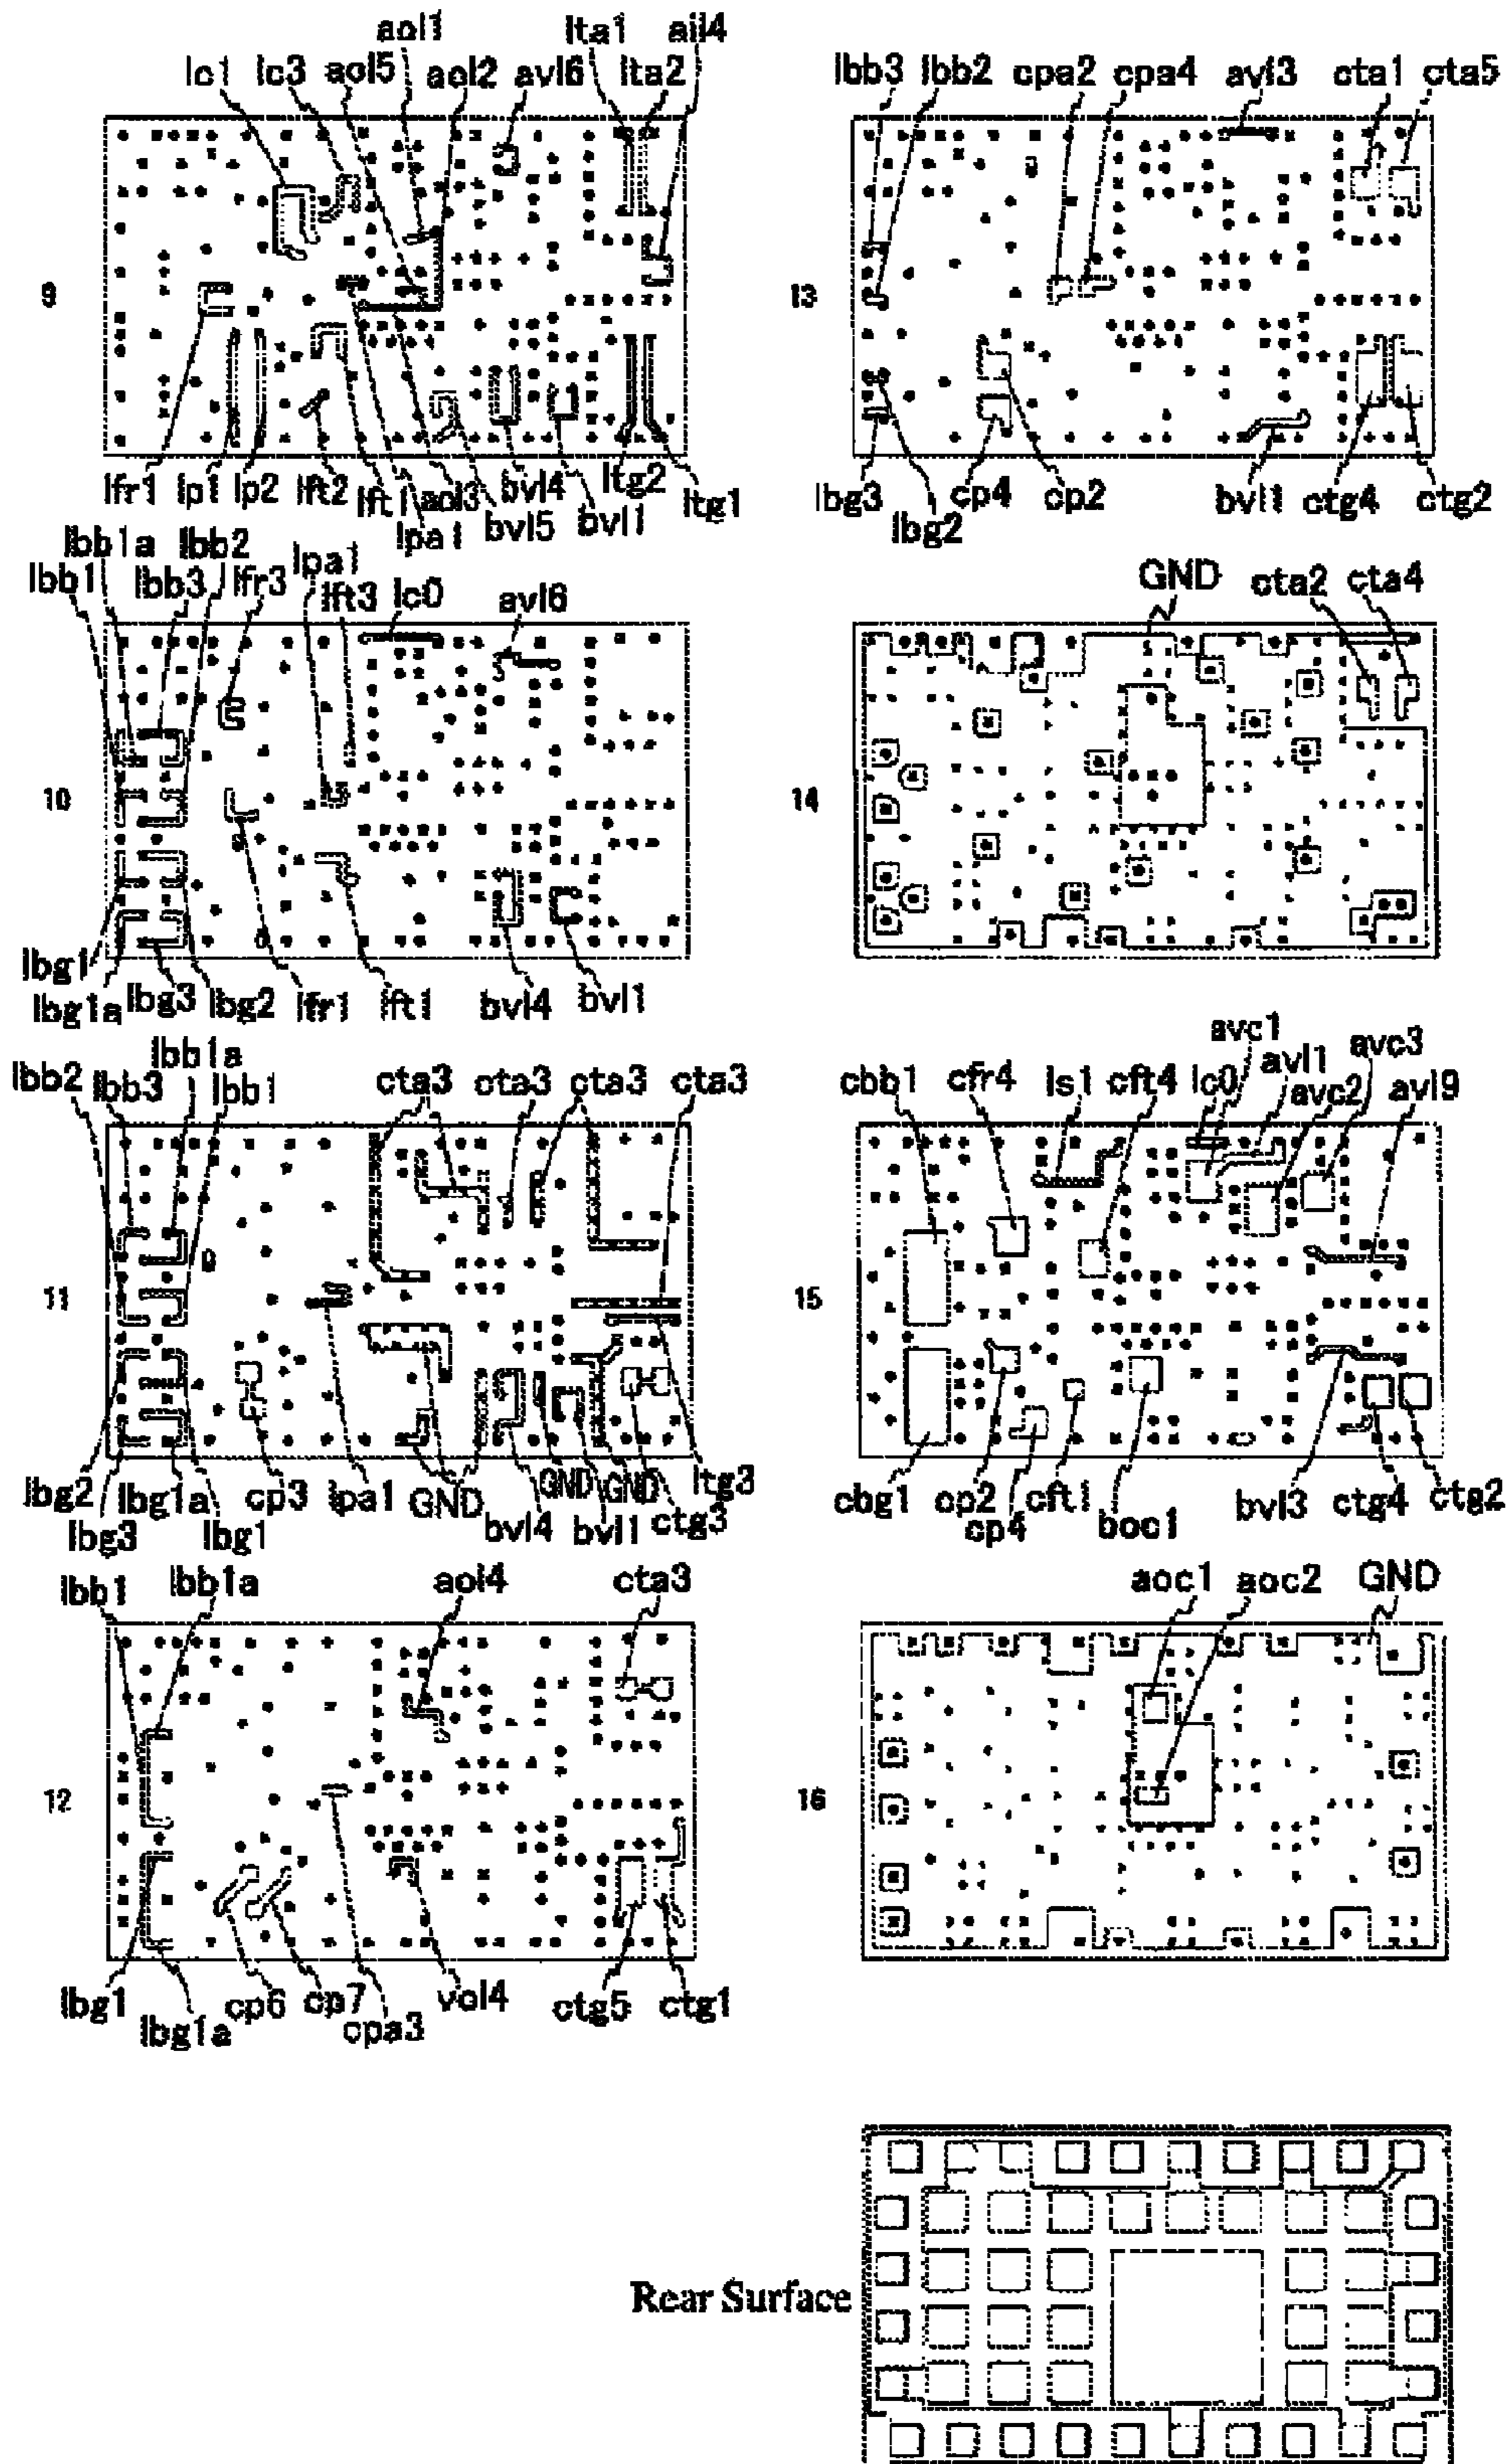 aol1 lta1 ail4
lc1 lc3 aol5 aol2 avl6 lta2
9
lfr1 lp1 lp2 lft2 lft1 aol3 bvl4 ltg2 ltg1
lpa1 bvl5 bvl1
lbb3 lbb2 cpa2 cpa4 avl3 cta1 cta5
13
lbg3 cp4 cp2 bvl1 ctg4 ctg2
lbg2
lbb1a lbb2
lbb1 lbb3 lfr3 lpa1 lft3 lc0 avl6
10
lbg1 lbg3 lbg2 lfr1 lft1 bvl4 bvl1
lbg1a
GND cta2 cta4
14
lbb1a
lbb2 lbb3 lbb1 cta3 cta3 cta3 cta3
11
lbg2 lbg1a cp3 lpa1 GND GND GND ltg3
lbg3 lbg1 bvl4 bvl1 ctg3
avc1
cbb1 cfr4 ls1 cft4 lc0 avl1 avc3
avc2 avl9
15
cbg1 cp2 cft1 boc1 bvl3 ctg4 ctg2
cp4
lbb1 lbb1a aol4 cta3
12
lbg1 cp6 cp7 vol4 ctg5 ctg1
lbg1a cpa3
aoc1 aoc2 GND
16
Rear Surface